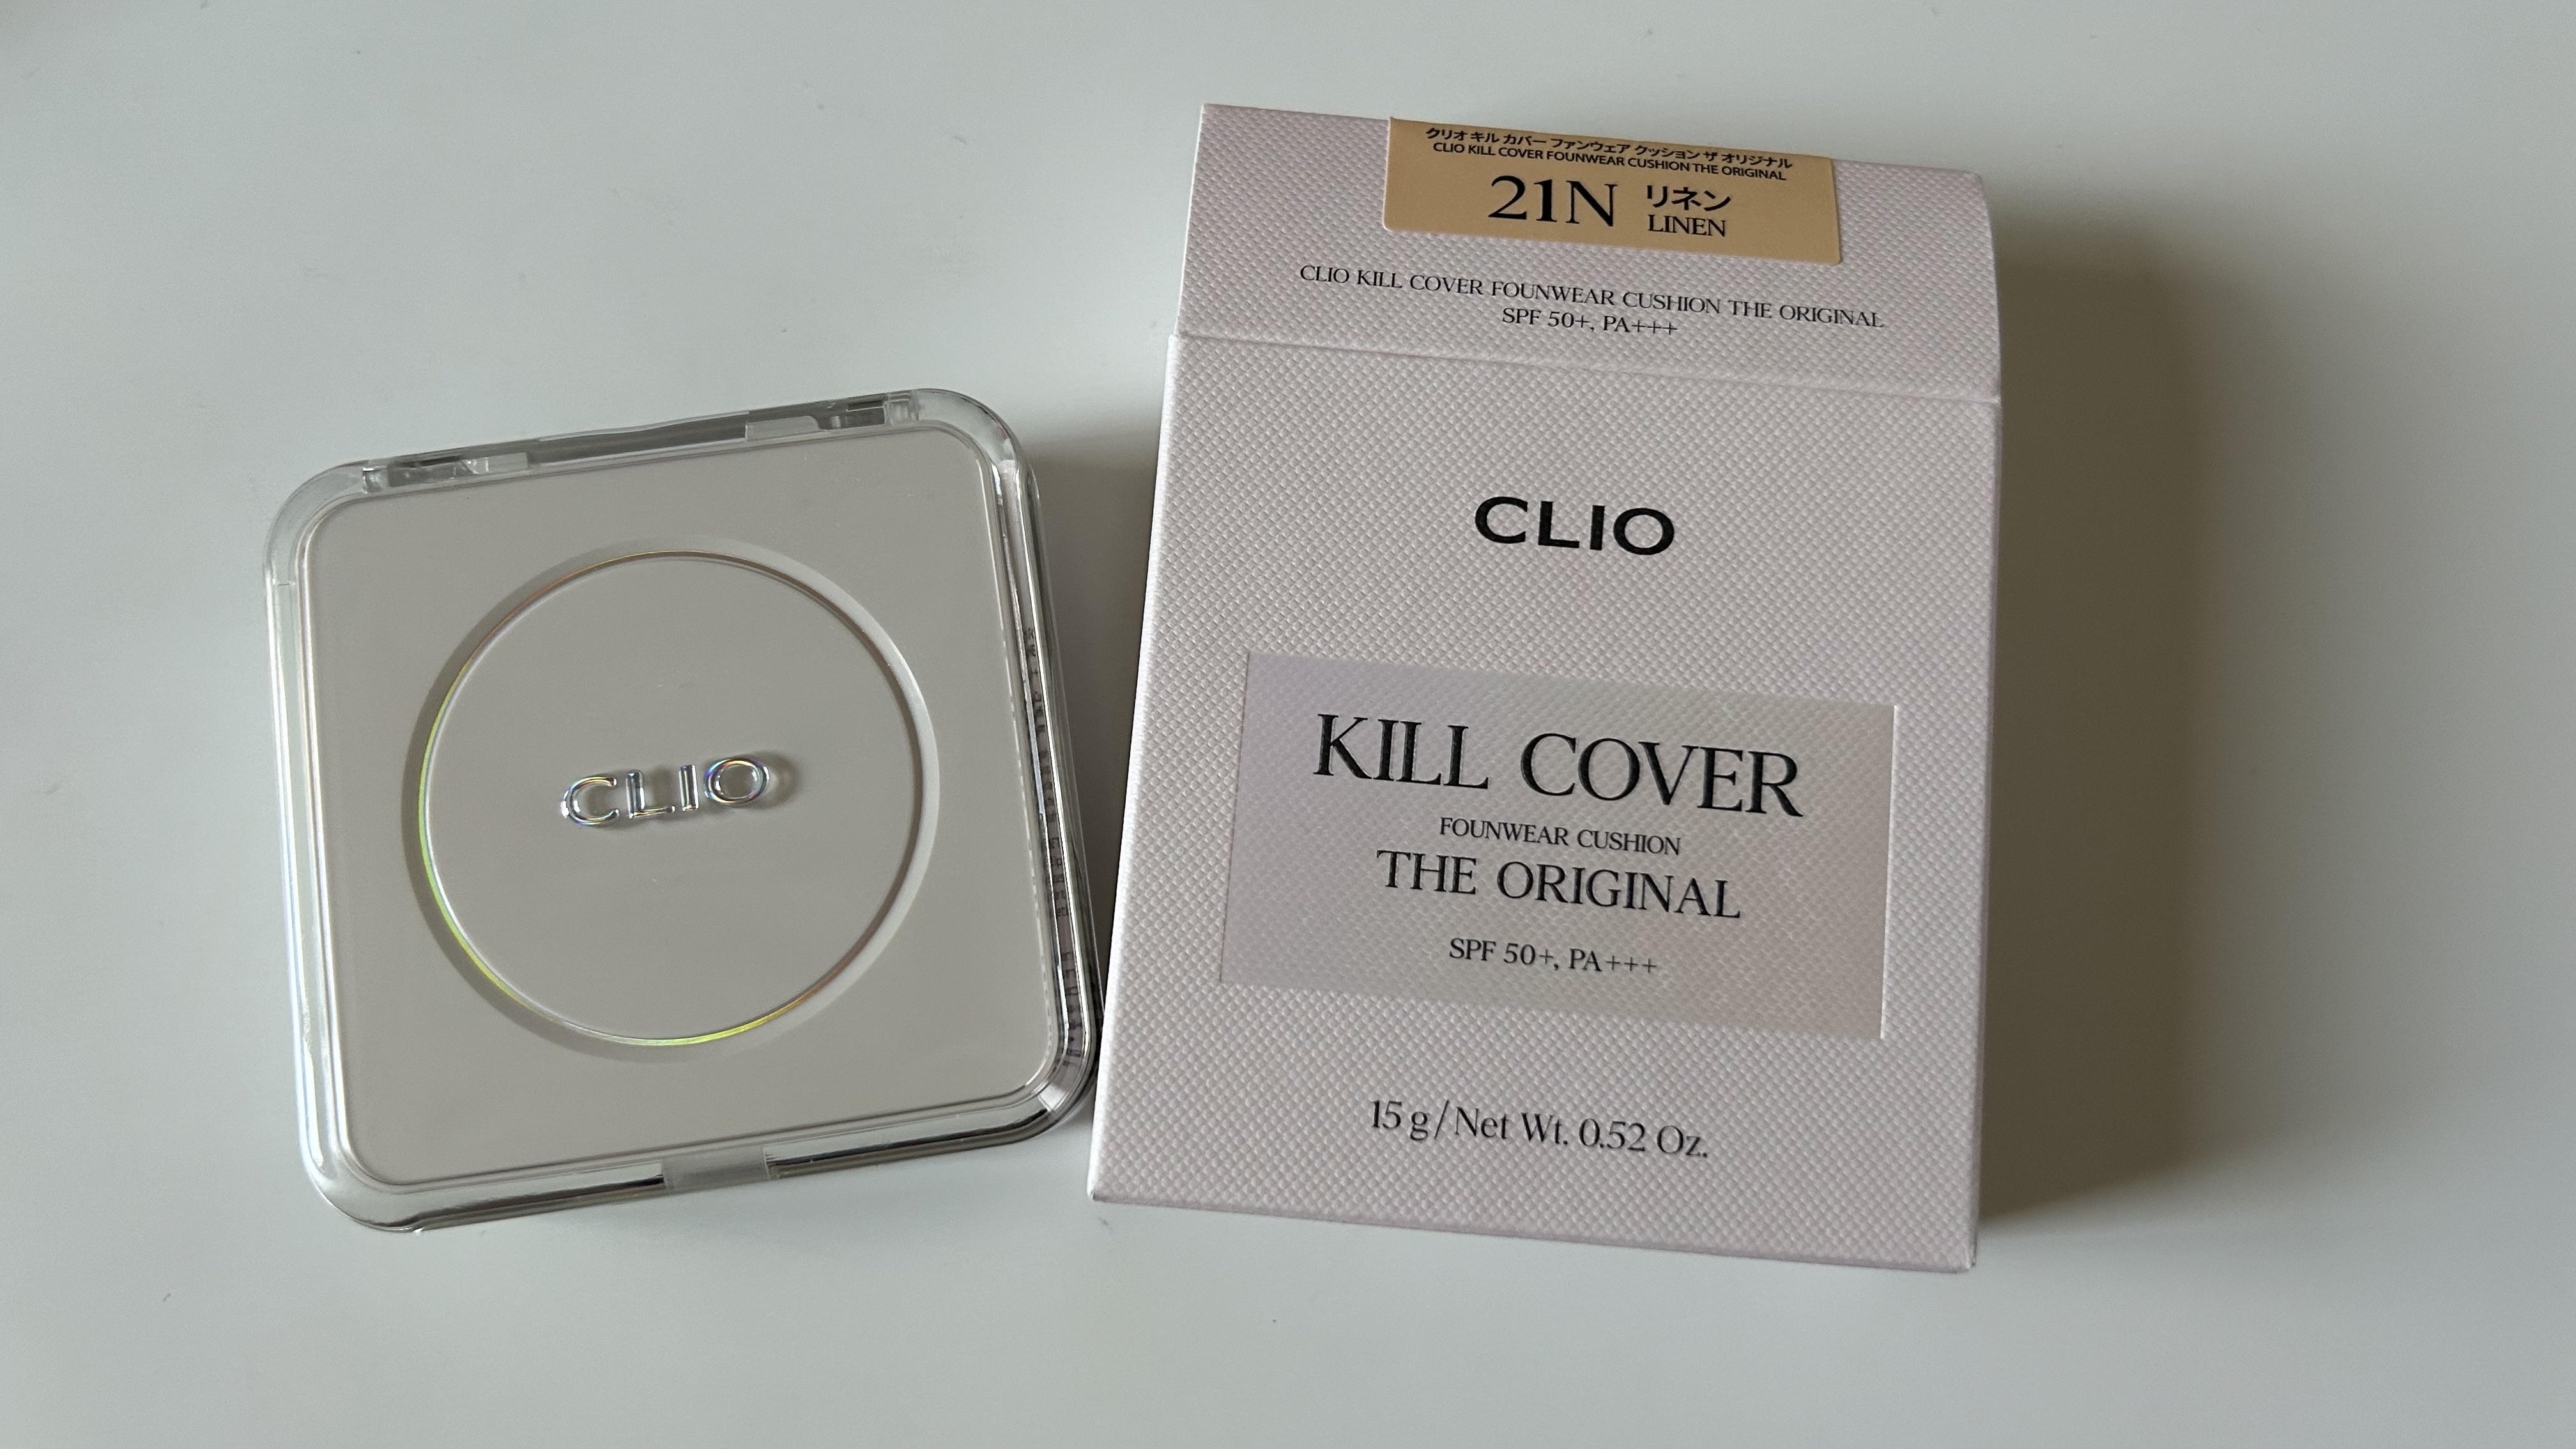 CLIO
クリオ キル カバー ファンウェア クッション ザ オリジナル
CLIO KILL COVER FOUNWEAR CUSHION THE ORIGINAL
21N リネン
LINEN
CLIO KILL COVER FOUNWEAR CUSHION THE ORIGINAL
SPF 50+, PA+++
CLIO
KILL COVER
FOUNWEAR CUSHION
THE ORIGINAL
SPF 50+, PA+++
15 g/Net Wt. 0.52 Oz.